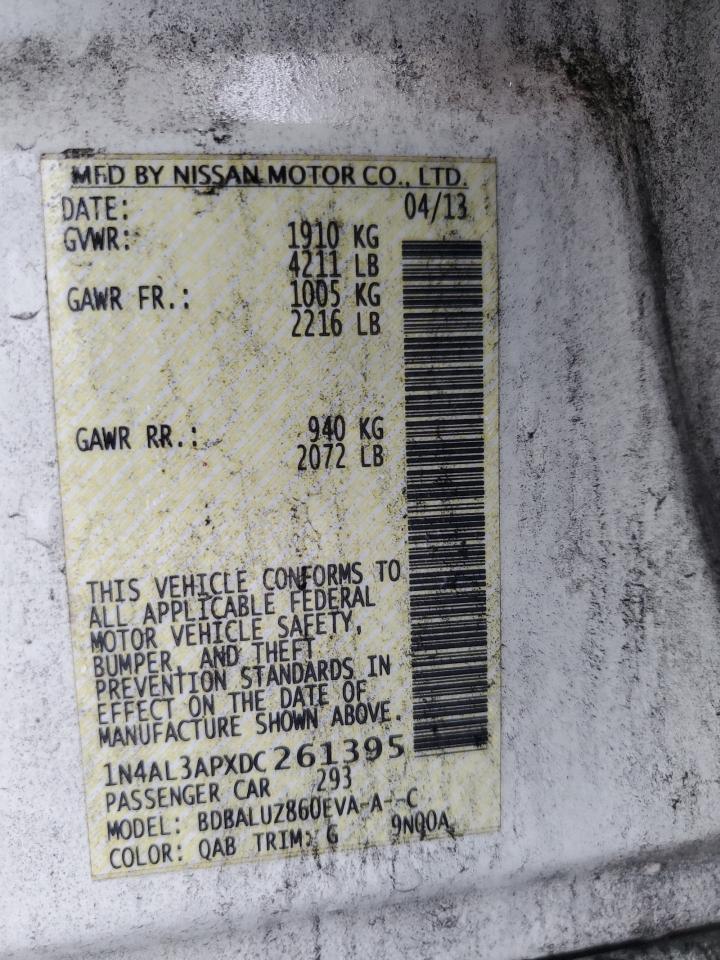 MFD BY NISSAN MOTOR CO., LTD.
DATE: 04/13
GVWR: 1910 KG
4211 LB
GAWR FR.: 1005 KG
2216 LB
GAWR RR.: 940 KG
2072 LB
THIS VEHICLE CONFORMS TO
ALL APPLICABLE FEDERAL
MOTOR VEHICLE SAFETY,
BUMPER, AND THEFT
PREVENTION STANDARDS IN
EFFECT ON THE DATE OF
MANUFACTURE SHOWN ABOVE.
1N4AL3APXDC261395
PASSENGER CAR 293
MODEL: BDBALUZ860EVA-A--C
COLOR: QAB TRIM: G 9N00A